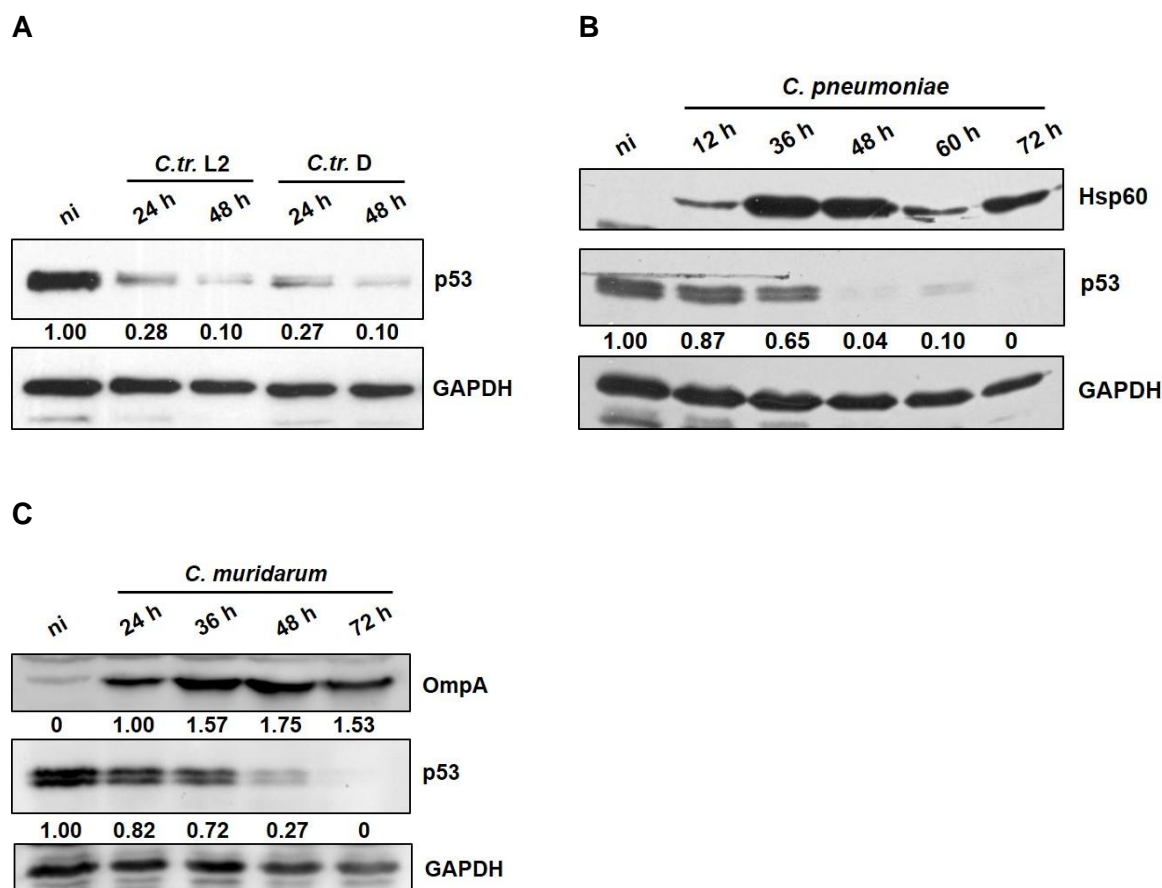 A
C.tr. L2 C.tr. D
ni 24 h 48 h 24 h 48 h
p53
1.00 0.28 0.10 0.27 0.10
GAPDH
B
C. pneumoniae
ni 12 h 36 h 48 h 60 h 72 h
Hsp60
p53
1.00 0.87 0.65 0.04 0.10 0
GAPDH
C
C. muridarum
ni 24 h 36 h 48 h 72 h
OmpA
0 1.00 1.57 1.75 1.53
p53
1.00 0.82 0.72 0.27 0
GAPDH